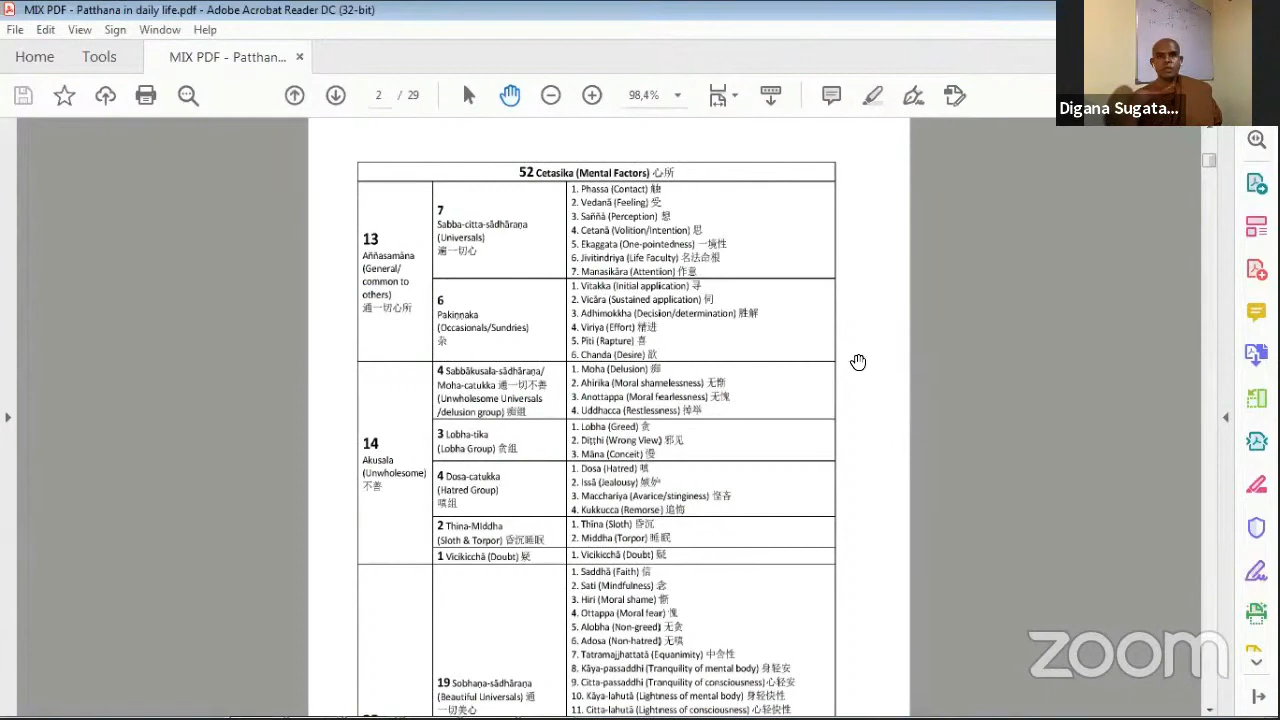 MIX PDF - Patthana in daily life.pdf - Adobe Acrobat Reader DC (32-bit)
File Edit View Sign Window Help
Home Tools MIX PDF - Patthan... ×
2 / 29 98,4%
Digana Sugata...
52 Cetasika (Mental Factors) 心所
13
Aññasamāna
(General/
common to
others)
通一切心所
7
Sabba-citta-sādhāraṇa
(Universals)
遍一切心
1. Phassa (Contact) 触
2. Vedanā (Feeling) 受
3. Saññā (Perception) 想
4. Cetanā (Volition/Intention) 思
5. Ekaggata (One-pointedness) 一境性
6. Jivitindriya (Life Faculty) 名法命根
7. Manasikāra (Attention) 作意
6
Pakiṇṇaka
(Occasionals/Sundries)
杂
1. Vitakka (Initial application) 寻
2. Vicāra (Sustained application) 伺
3. Adhimokkha (Decision/determination) 胜解
4. Viriya (Effort) 精进
5. Pīti (Rapture) 喜
6. Chanda (Desire) 欲
14
Akusala
(Unwholesome)
不善
4 Sabbākusala-sādhāraṇa/
Moha-catukka 通一切不善
(Unwholesome Universals
/delusion group) 痴组
1. Moha (Delusion) 痴
2. Ahirika (Moral shamelessness) 无惭
3. Anottappa (Moral fearlessness) 无愧
4. Uddhacca (Restlessness) 掉举
3 Lobha-tika
(Lobha Group) 贪组
1. Lobha (Greed) 贪
2. Diṭṭhi (Wrong View) 邪见
3. Māna (Conceit) 慢
4 Dosa-catukka
(Hatred Group)
嗔组
1. Dosa (Hatred) 嗔
2. Issā (Jealousy) 嫉妒
3. Macchariya (Avarice/stinginess) 悭吝
4. Kukkucca (Remorse) 追悔
2 Thina-Middha
(Sloth & Torpor) 昏沉睡眠
1. Thīna (Sloth) 昏沉
2. Middha (Torpor) 睡眠
1 Vicikicchā (Doubt) 疑
1. Vicikicchā (Doubt) 疑
19 Sobhaṇa-sādhāraṇa
(Beautiful Universals) 通
一切美心
1. Saddhā (Faith) 信
2. Sati (Mindfulness) 念
3. Hiri (Moral shame) 惭
4. Ottappa (Moral fear) 愧
5. Alobha (Non-greed) 无贪
6. Adosa (Non-hatred) 无嗔
7. Tatramajjhattatā (Equanimity) 中舍性
8. Kāya-passaddhi (Tranquility of mental body) 身轻安
9. Citta-passaddhi (Tranquility of consciousness) 心轻安
10. Kāya-lahutā (Lightness of mental body) 身轻快性
11. Citta-lahutā (Lightness of consciousness) 心轻快性
zoom